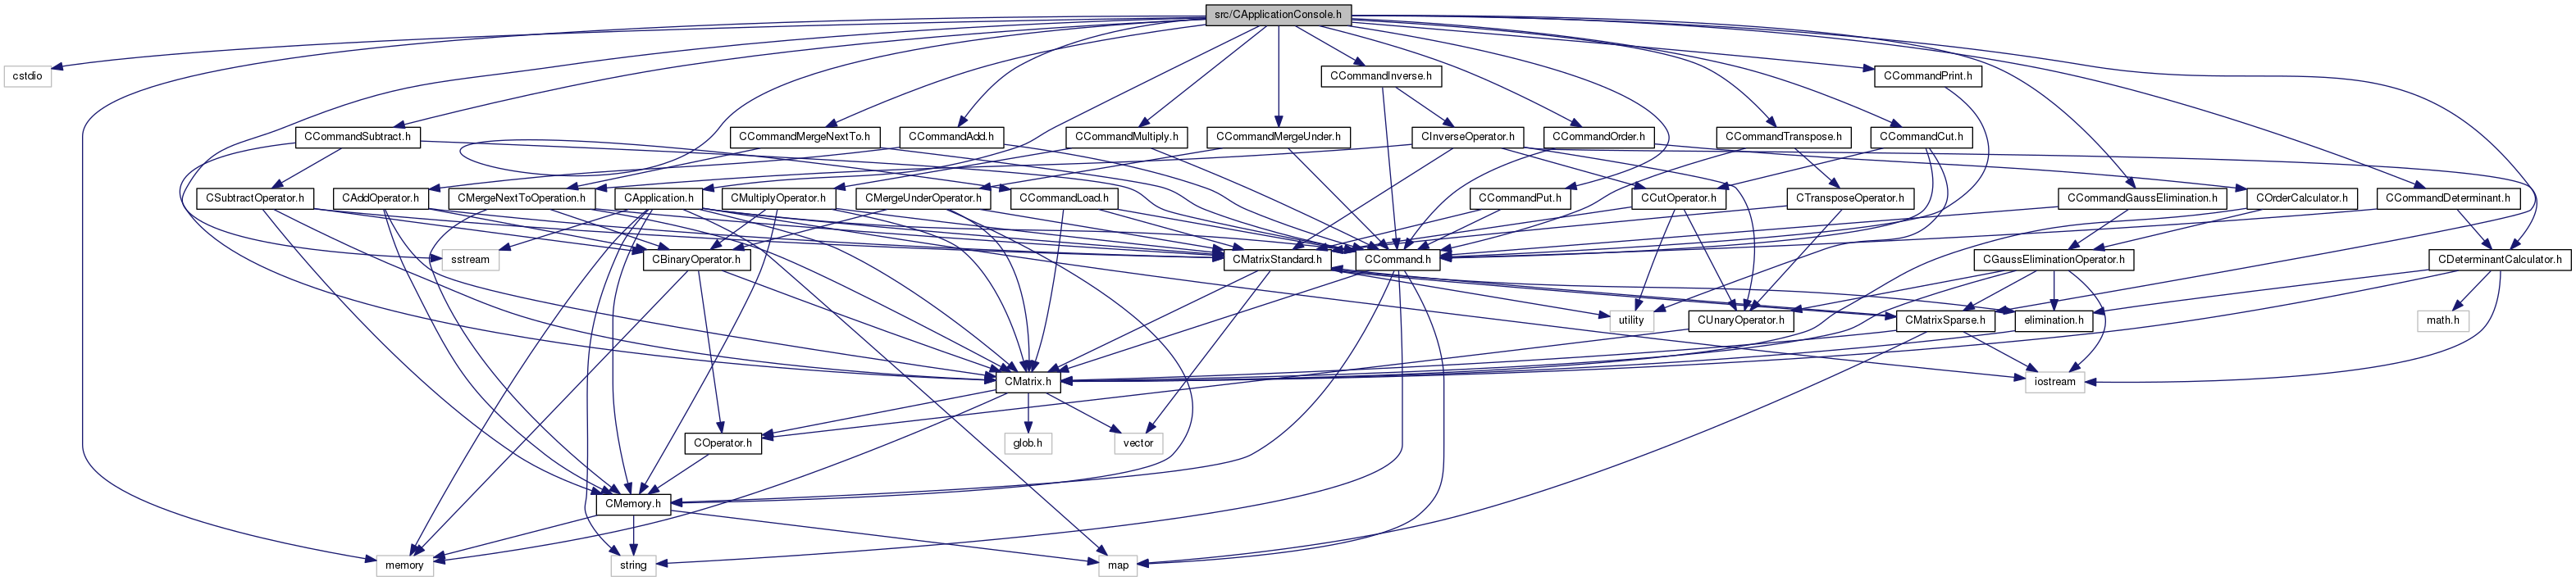 src/CApplicationConsole.h
cstdio
CCommandInverse.h
CCommandPrint.h
CCommandSubtract.h
CCommandMergeNextTo.h
CCommandAdd.h
CCommandMultiply.h
CCommandMergeUnder.h
CInverseOperator.h
CCommandOrder.h
CCommandTranspose.h
CCommandCut.h
CSubtractOperator.h
CAddOperator.h
CMergeNextToOperation.h
CApplication.h
CMultiplyOperator.h
CMergeUnderOperator.h
CCommandLoad.h
CCommandPut.h
CCutOperator.h
CTransposeOperator.h
CCommandGaussElimination.h
COrderCalculator.h
CCommandDeterminant.h
sstream
CBinaryOperator.h
CMatrixStandard.h
CCommand.h
CGaussEliminationOperator.h
CDeterminantCalculator.h
utility
CUnaryOperator.h
CMatrixSparse.h
elimination.h
math.h
CMatrix.h
iostream
COperator.h
glob.h
vector
CMemory.h
memory
string
map